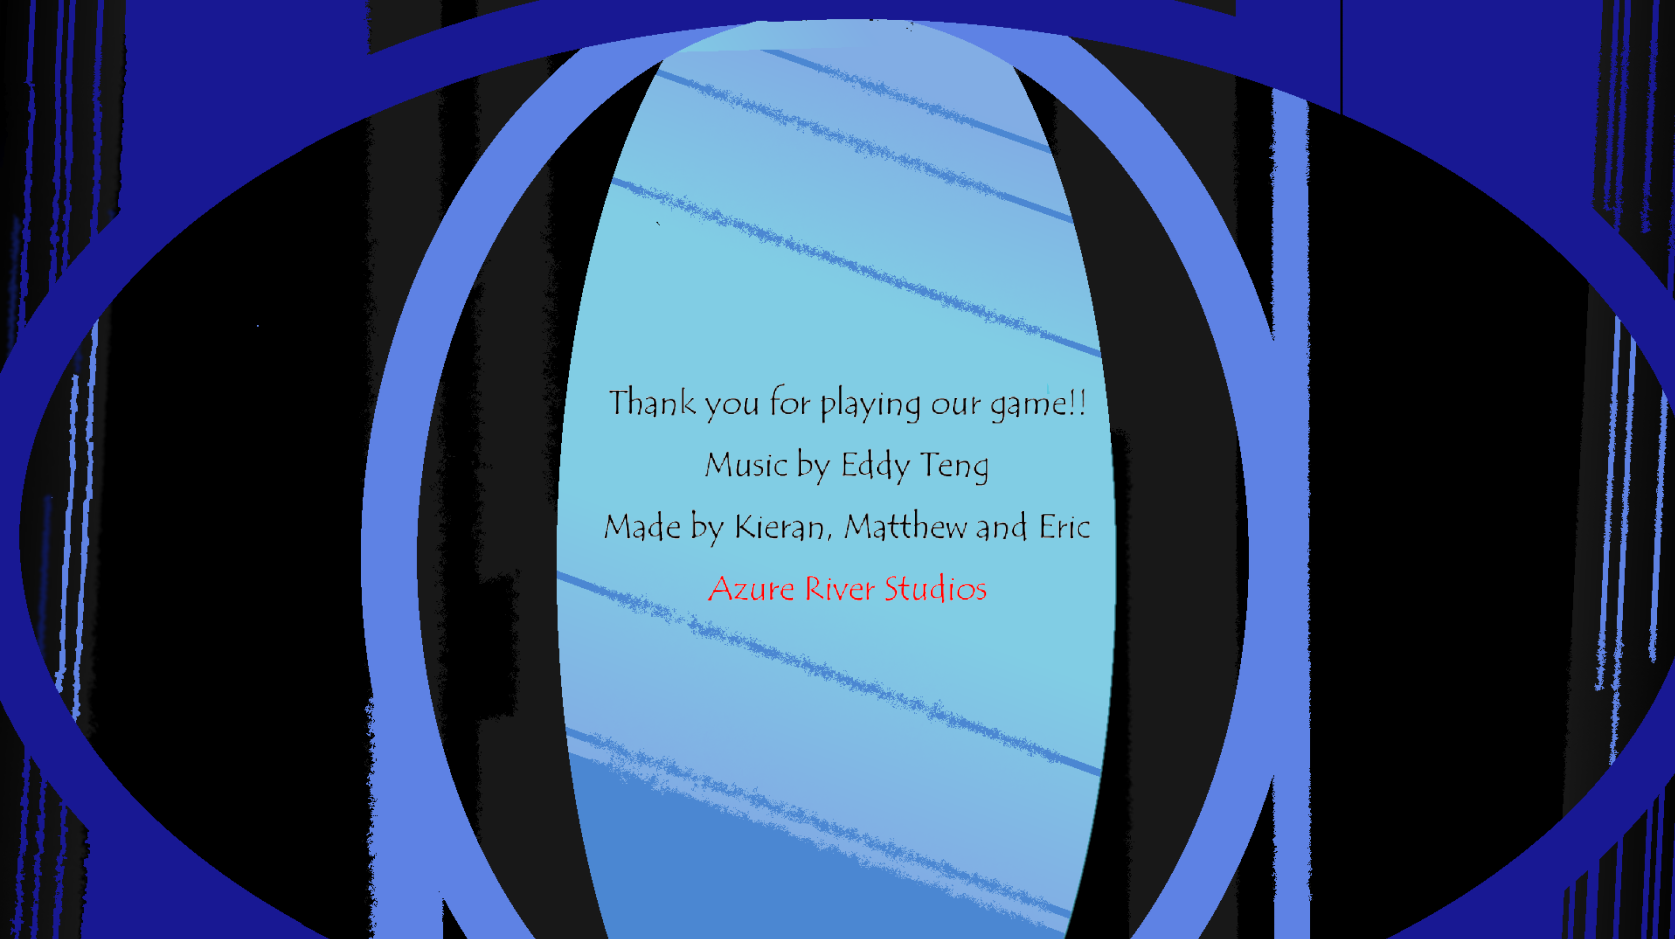 Thank you for playing our game!!
Music by Eddy Teng
Made by Kieran, Matthew and Eric
Azure River Studios